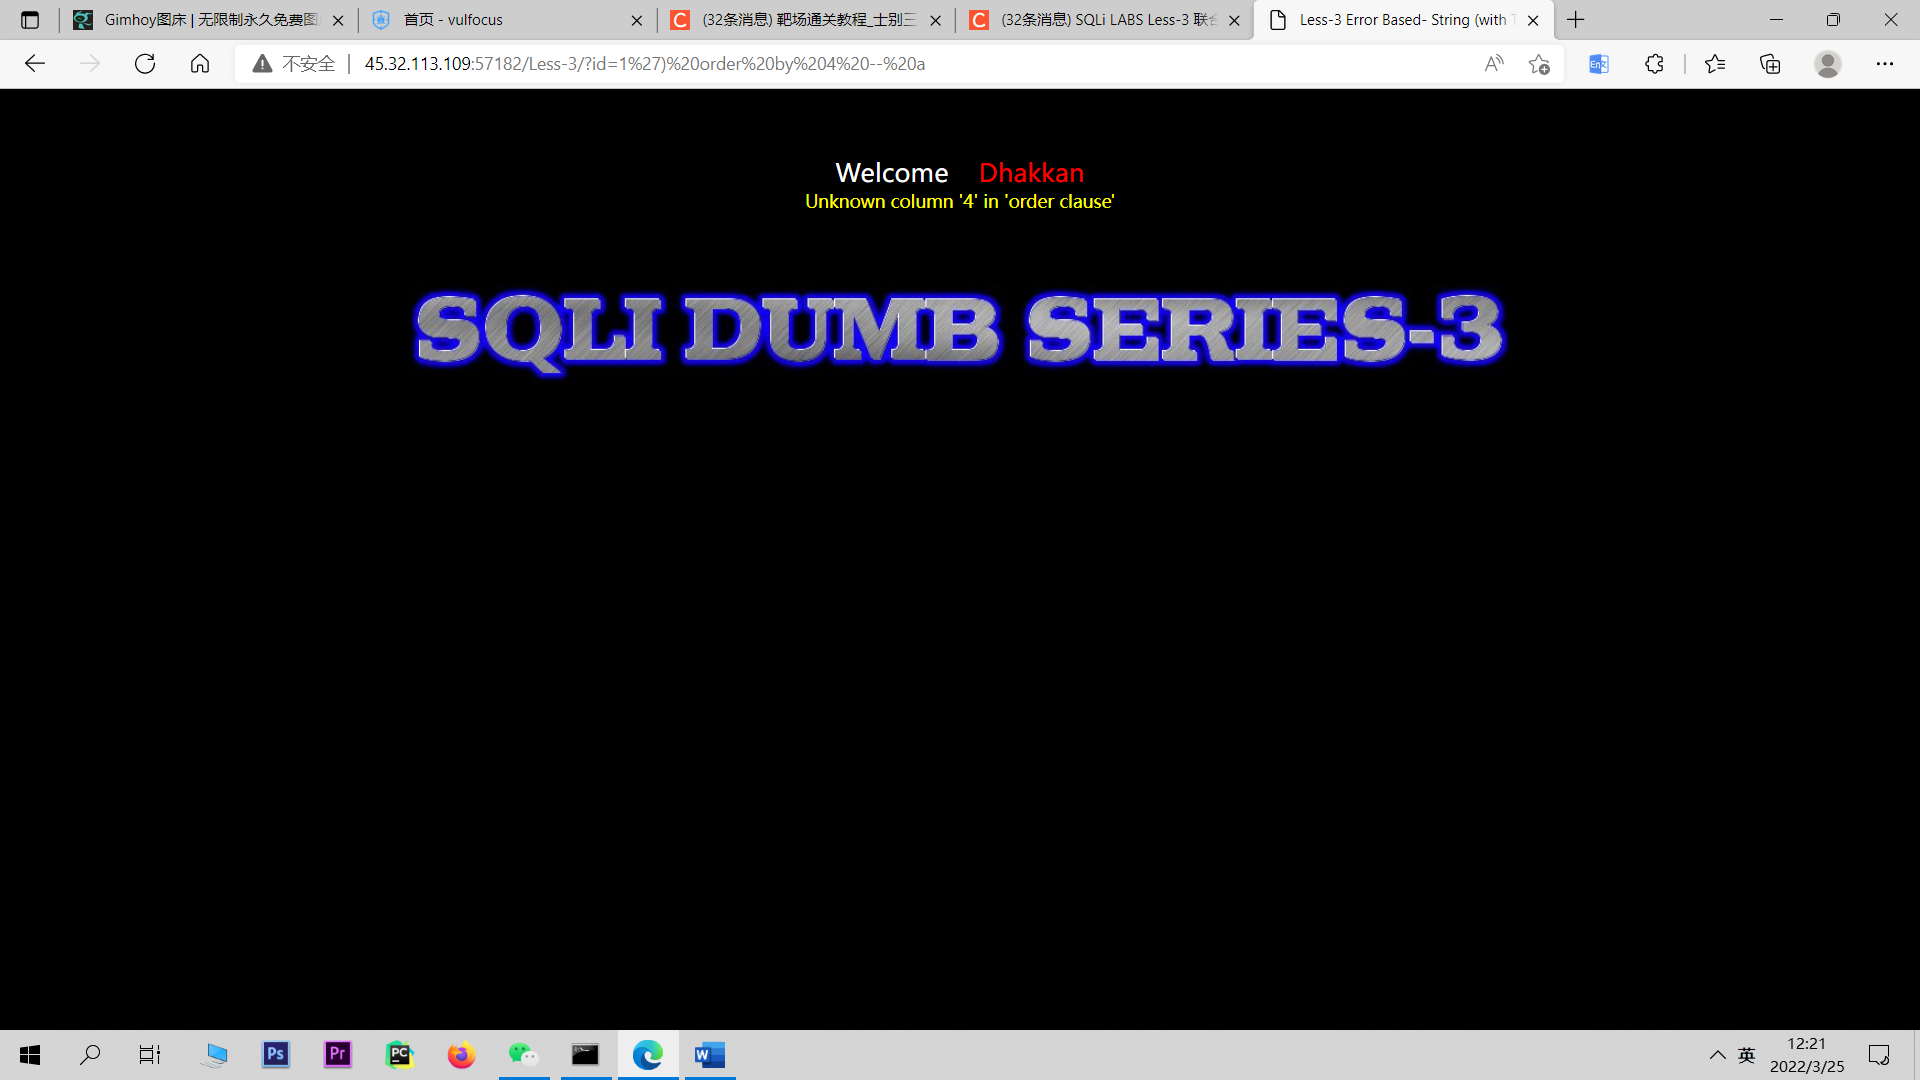 Gimhoy图床 | 无限制永久免费图
首页 - vulfocus
(32条消息) 靶场通关教程_士别三
(32条消息) SQLi LABS Less-3 联合
Less-3 Error Based- String (with T
不安全
45.32.113.109:57182/Less-3/?id=1%27)%20order%20by%204%20--%20a
Welcome Dhakkan
Unknown column '4' in 'order clause'
SQLI DUMB SERIES-3
英
12:21
2022/3/25